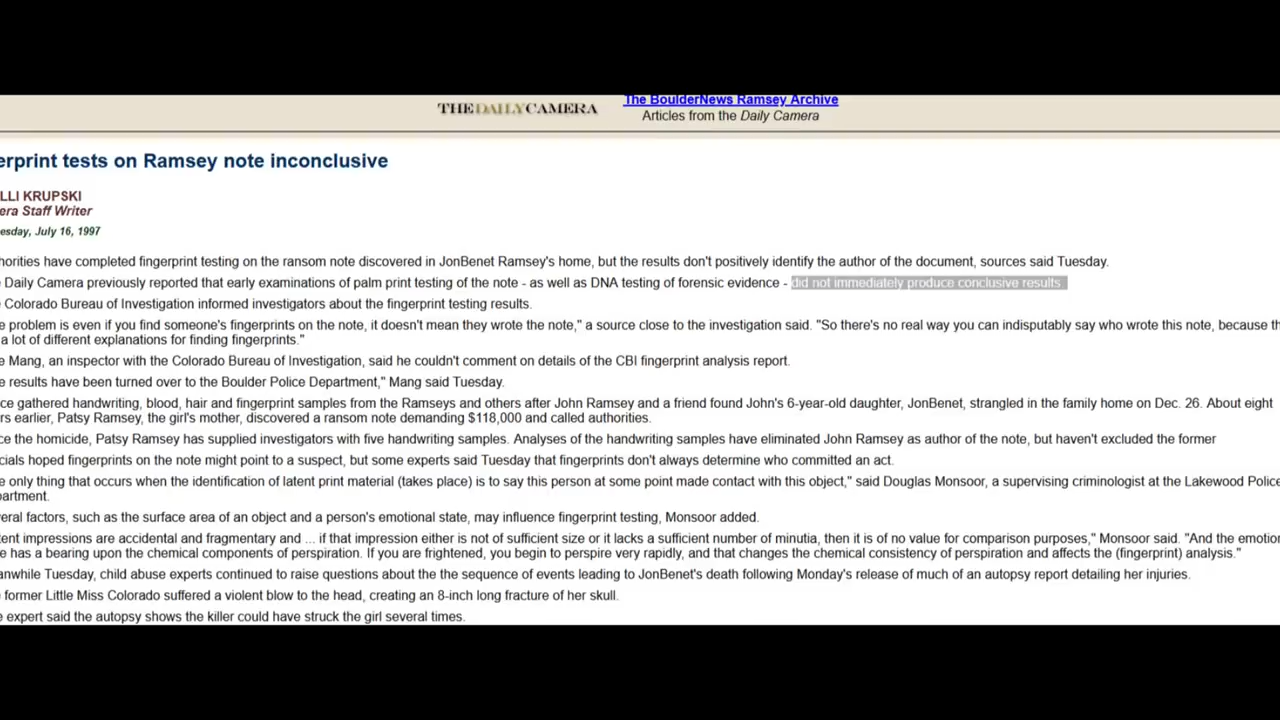 The BoulderNews Ramsey Archive
THE DAILY CAMERA
Articles from the Daily Camera
erprint tests on Ramsey note inconclusive
LLI KRUPSKI
era Staff Writer
esday, July 16, 1997
horities have completed fingerprint testing on the ransom note discovered in JonBenet Ramsey's home, but the results don't positively identify the author of the document, sources said Tuesday.
e Daily Camera previously reported that early examinations of palm print testing of the note - as well as DNA testing of forensic evidence - did not immediately produce conclusive results
e Colorado Bureau of Investigation informed investigators about the fingerprint testing results.
e problem is even if you find someone's fingerprints on the note, it doesn't mean they wrote the note," a source close to the investigation said. "So there's no real way you can indisputably say who wrote this note, because th
a lot of different explanations for finding fingerprints."
e Mang, an inspector with the Colorado Bureau of Investigation, said he couldn't comment on details of the CBI fingerprint analysis report.
e results have been turned over to the Boulder Police Department," Mang said Tuesday.
ce gathered handwriting, blood, hair and fingerprint samples from the Ramseys and others after John Ramsey and a friend found John's 6-year-old daughter, JonBenet, strangled in the family home on Dec. 26. About eight
rs earlier, Patsy Ramsey, the girl's mother, discovered a ransom note demanding $118,000 and called authorities.
ce the homicide, Patsy Ramsey has supplied investigators with five handwriting samples. Analyses of the handwriting samples have eliminated John Ramsey as author of the note, but haven't excluded the former
cials hoped fingerprints on the note might point to a suspect, but some experts said Tuesday that fingerprints don't always determine who committed an act.
e only thing that occurs when the identification of latent print material (takes place) is to say this person at some point made contact with this object," said Douglas Monsoor, a supervising criminologist at the Lakewood Police
partment.
eral factors, such as the surface area of an object and a person's emotional state, may influence fingerprint testing, Monsoor added.
tent impressions are accidental and fragmentary and ... if that impression either is not of sufficient size or it lacks a sufficient number of minutia, then it is of no value for comparison purposes," Monsoor said. "And the emotion
e has a bearing upon the chemical components of perspiration. If you are frightened, you begin to perspire very rapidly, and that changes the chemical consistency of perspiration and affects the (fingerprint) analysis."
anwhile Tuesday, child abuse experts continued to raise questions about the the sequence of events leading to JonBenet's death following Monday's release of much of an autopsy report detailing her injuries.
e former Little Miss Colorado suffered a violent blow to the head, creating an 8-inch long fracture of her skull.
e expert said the autopsy shows the killer could have struck the girl several times.